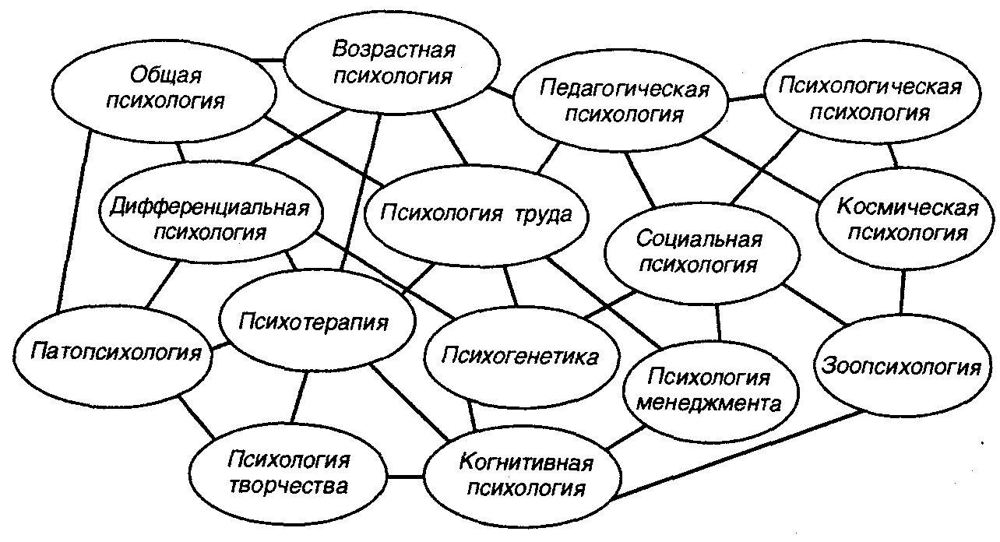 Общая
психология
Возрастная
психология
Педагогическая
психология
Психологическая
психология
Дифференциальная
психология
Психология труда
Социальная
психология
Космическая
психология
Патопсихология
Психотерапия
Психогенетика
Психология
менеджмента
Зоопсихология
Психология
творчества
Когнитивная
психология